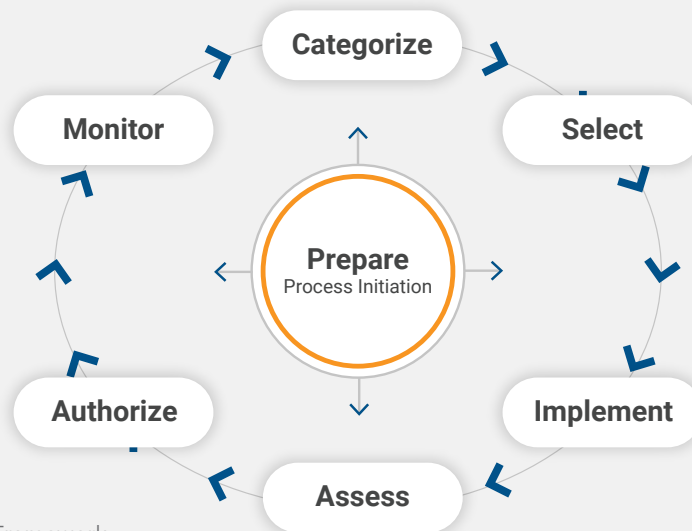 Categorize
Monitor
Select
Prepare
Process Initiation
Authorize
Implement
Assess